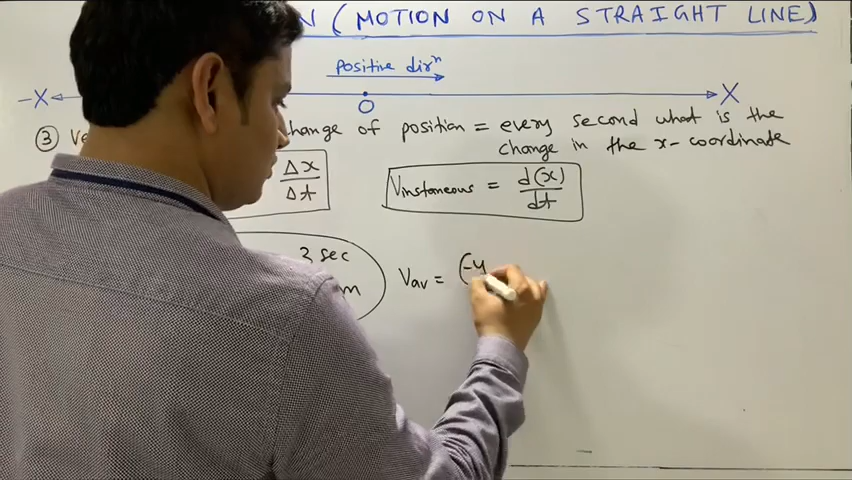 N (MOTION ON A STRAIGHT LINE)
positive dirⁿ
-X O X
③ hange of position = every second what is the
change in the x-coordinate
Δx
Δt
Vinstaneous = d(x)
dt
3 sec
m
Vav = (-4